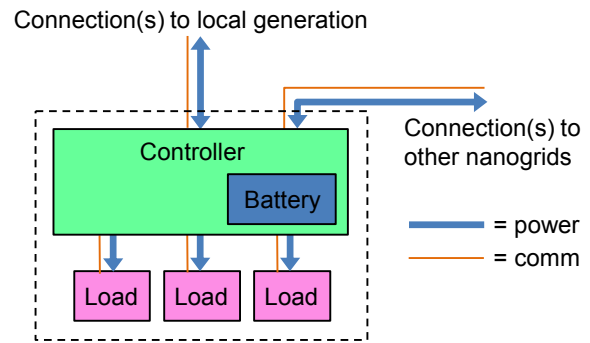 Connection(s) to local generation
Controller
Connection(s) to
other nanogrids
Battery
= power
= comm
Load Load Load